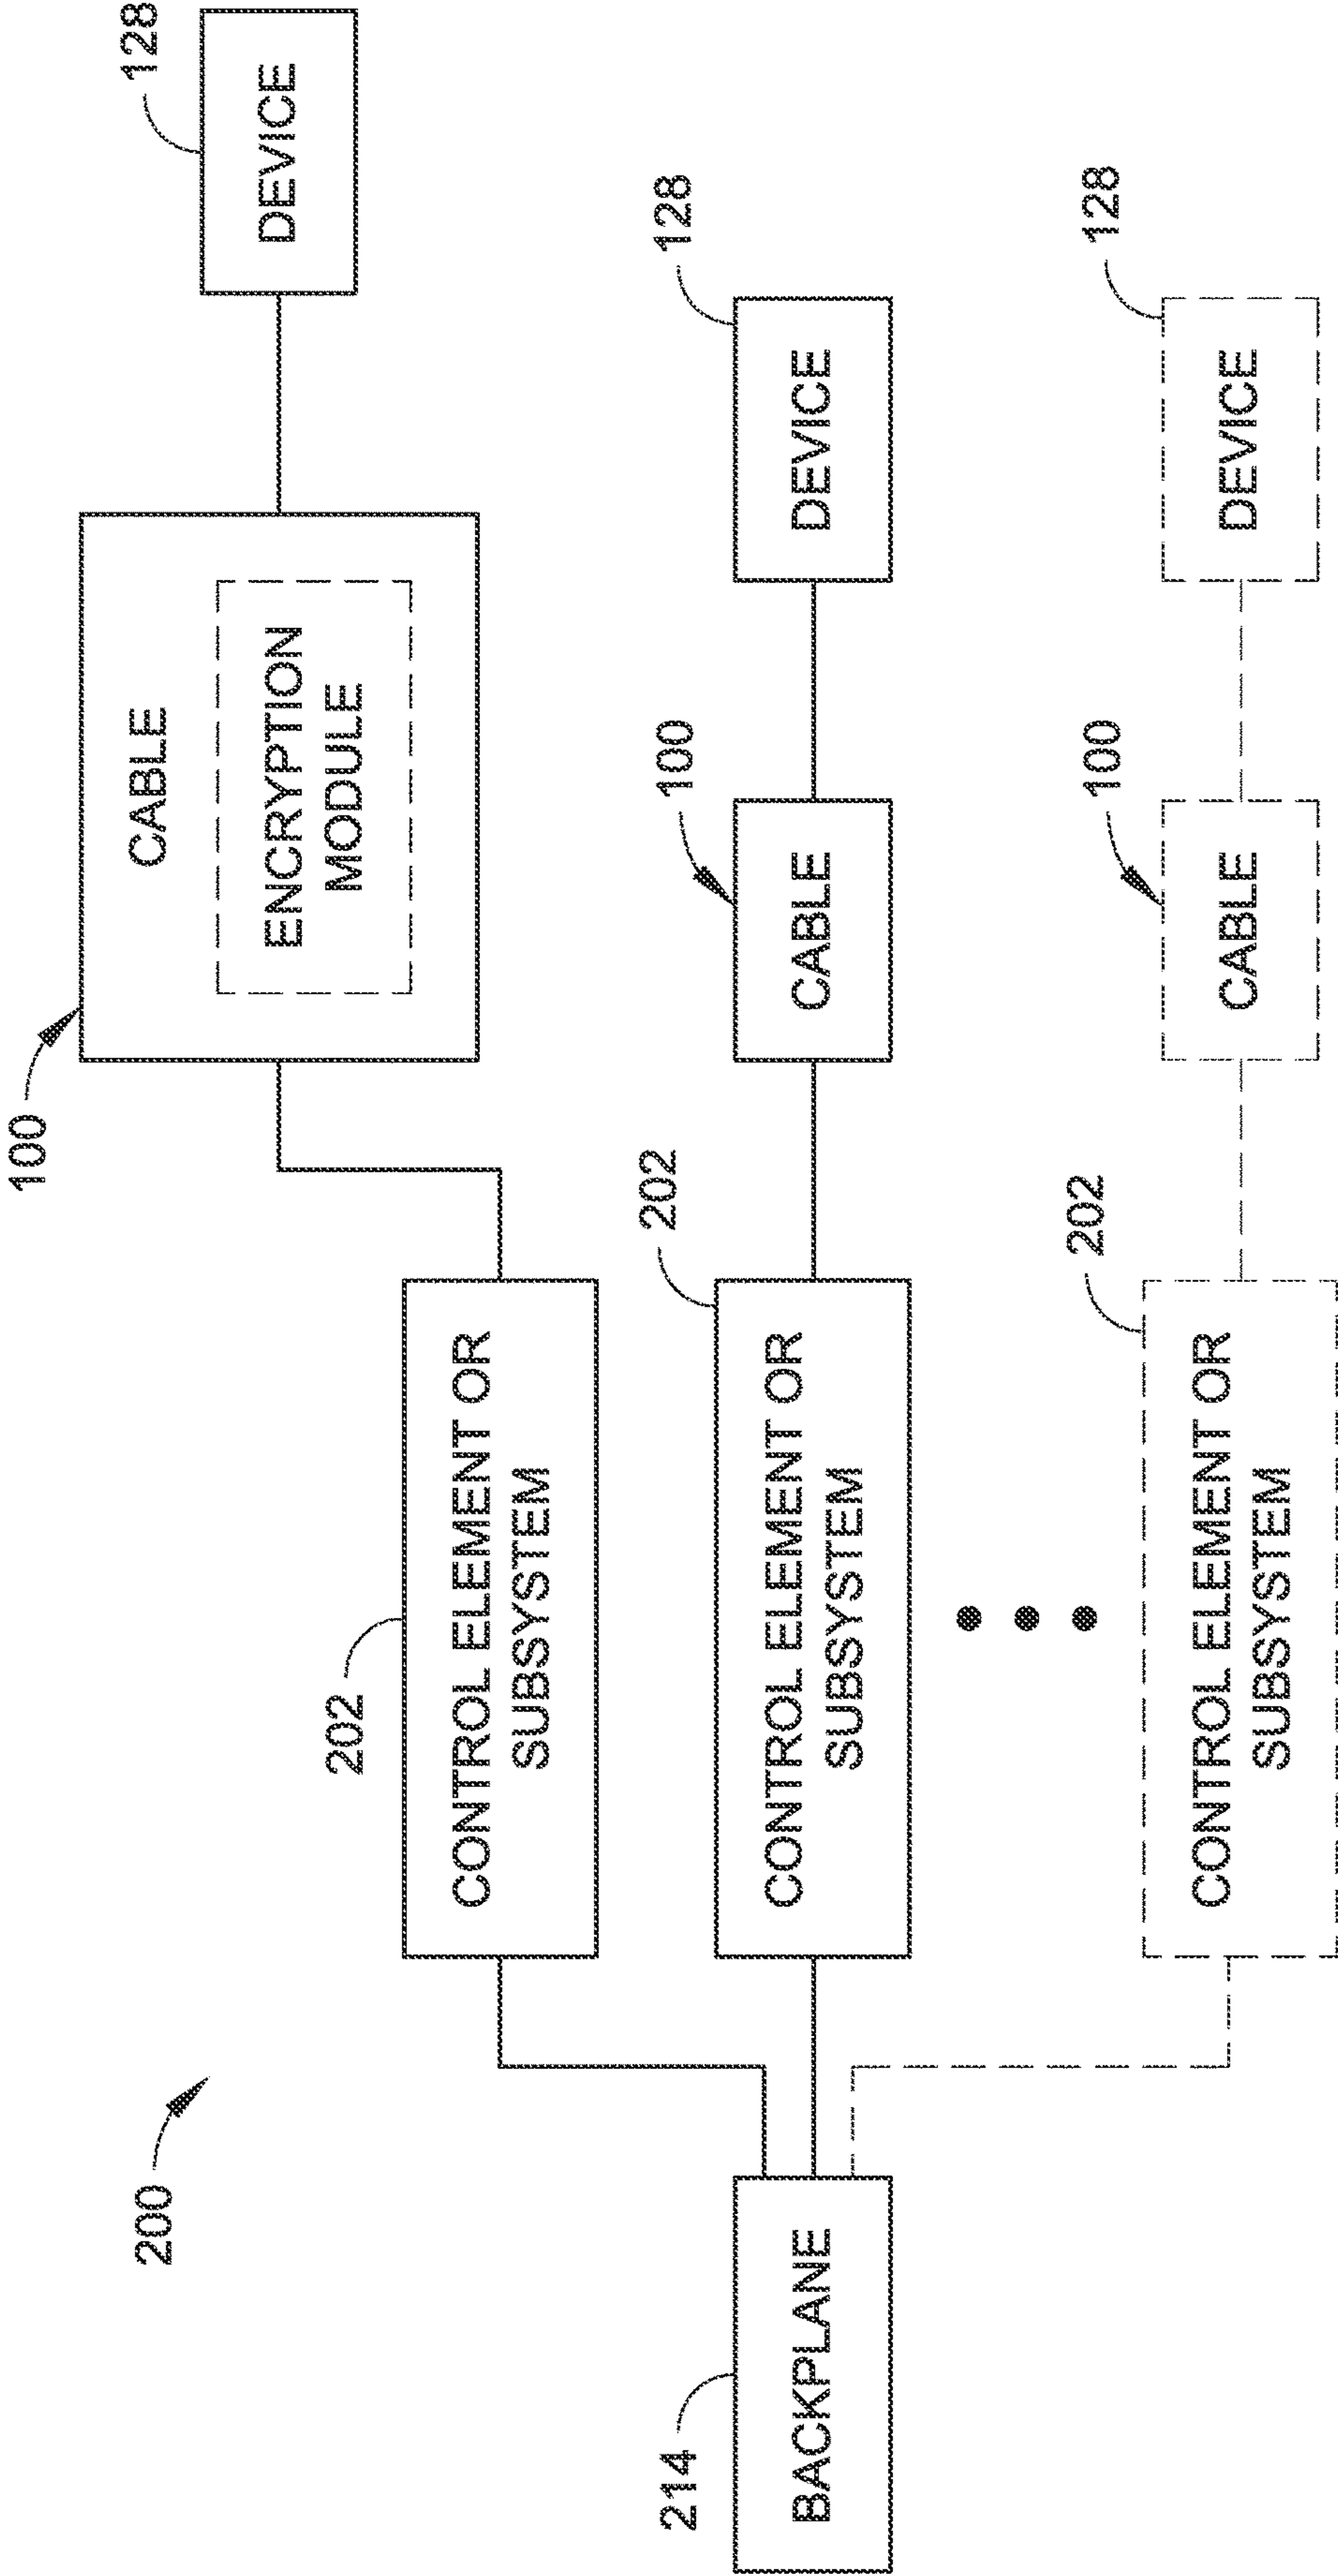 200
214
BACKPLANE
202
CONTROL ELEMENT OR
SUBSYSTEM
100
CABLE
ENCRYPTION
MODULE
128
DEVICE
202
CONTROL ELEMENT OR
SUBSYSTEM
100
CABLE
128
DEVICE
202
CONTROL ELEMENT OR
SUBSYSTEM
100
CABLE
128
DEVICE